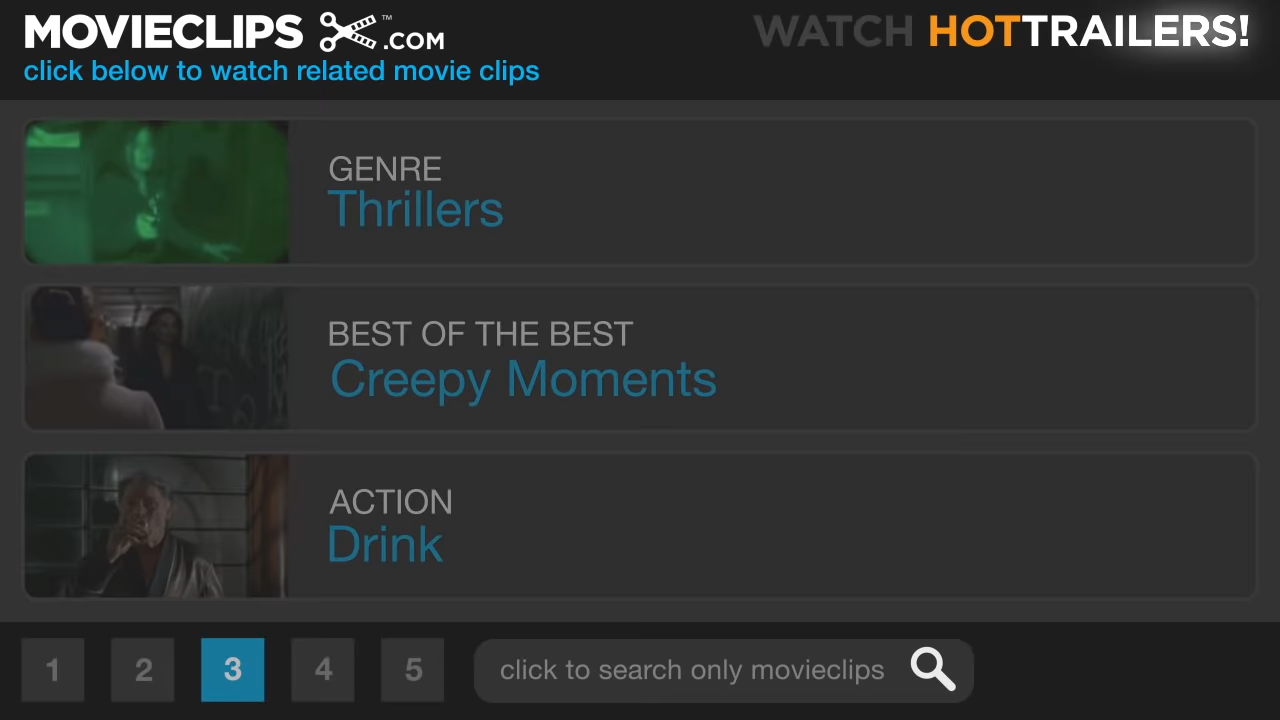 MOVIECLIPS ™ .COM
WATCH HOTTRAILERS!
click below to watch related movie clips
GENRE
Thrillers
BEST OF THE BEST
Creepy Moments
ACTION
Drink
1 2 3 4 5 click to search only movieclips